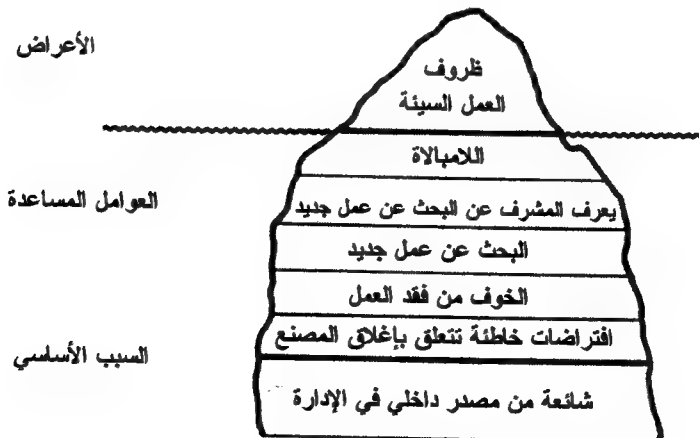 الأعراض
ظروف
العمل السيئة
اللامبالاة
العوامل المساعدة
يعرف المشرف عن البحث عن عمل جديد
البحث عن عمل جديد
الخوف من فقد العمل
افتراضات خاطئة تتعلق بإغلاق المصنع
السبب الأساسي
شائعة من مصدر داخلي في الإدارة